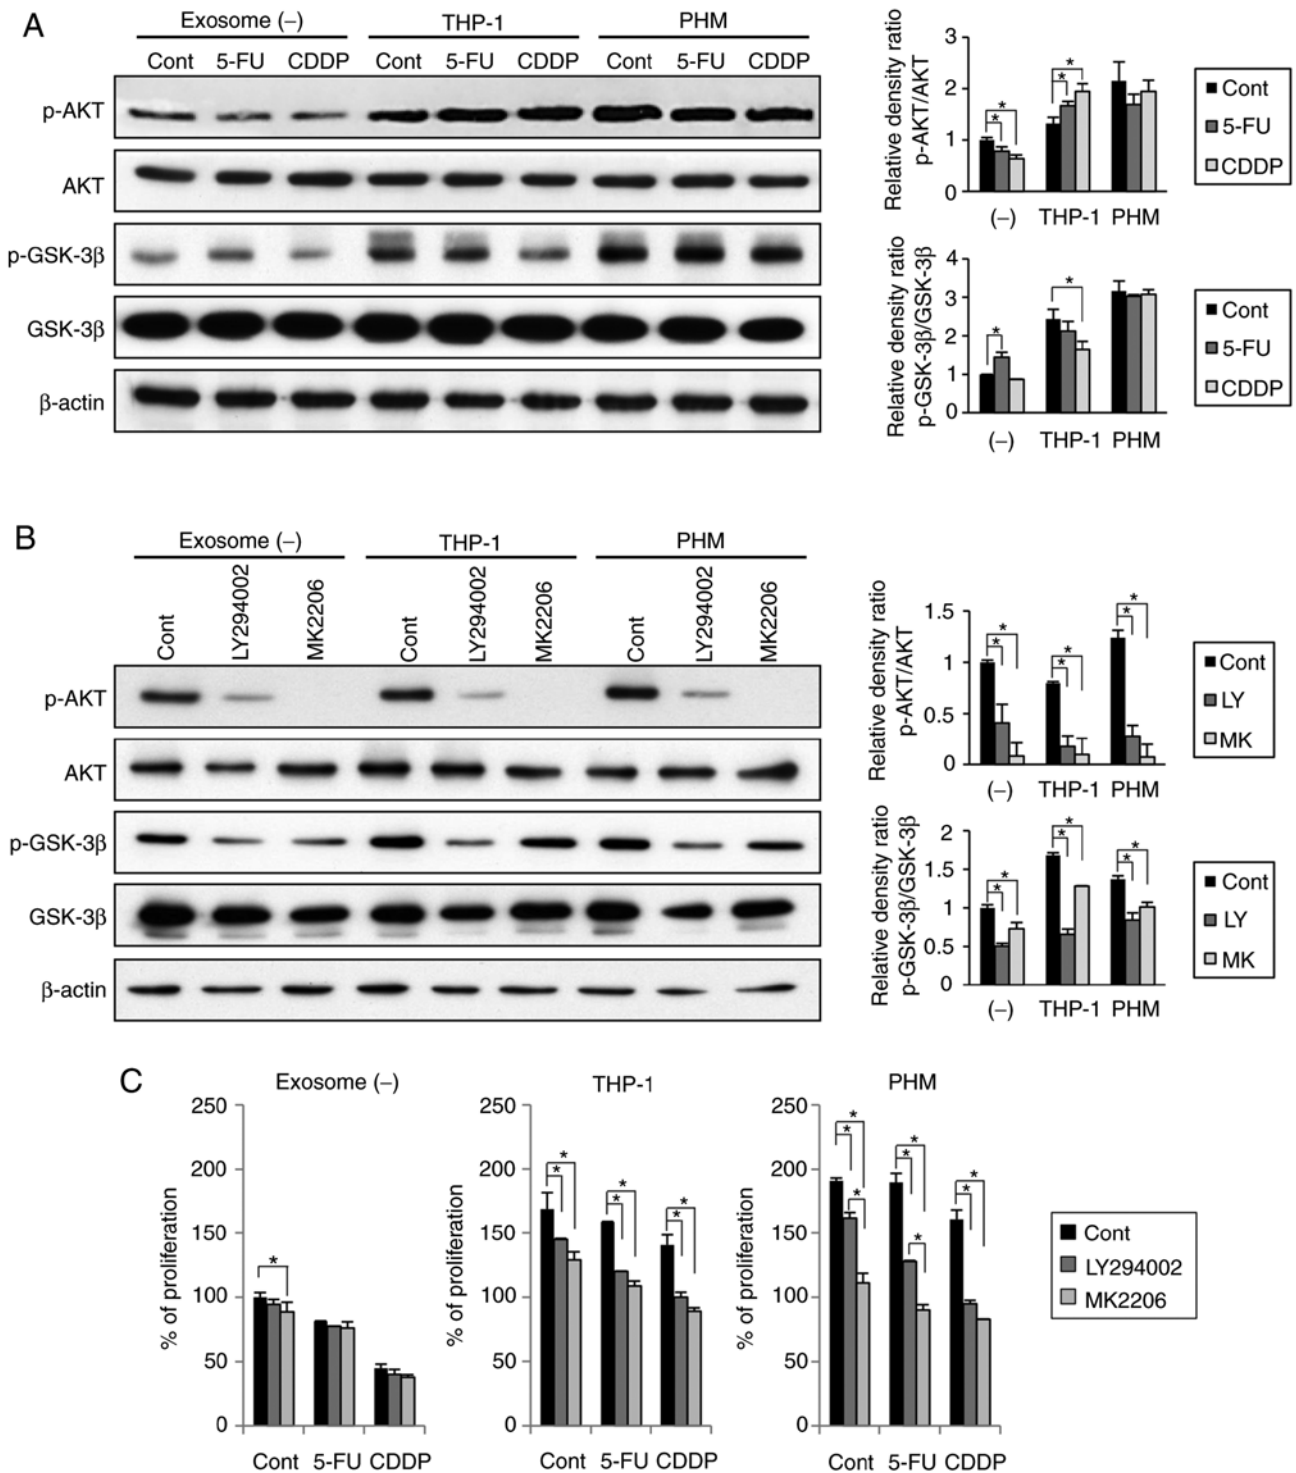 A
Exosome (–) THP-1 PHM
Cont 5-FU CDDP Cont 5-FU CDDP Cont 5-FU CDDP
p-AKT
AKT
p-GSK-3β
GSK-3β
β-actin
Relative density ratio
p-AKT/AKT
3
2
1
0
* * * *
(–) THP-1 PHM
Cont
5-FU
CDDP
Relative density ratio
p-GSK-3β/GSK-3β
4
3
2
1
0
* *
(–) THP-1 PHM
Cont
5-FU
CDDP
B
Exosome (–) THP-1 PHM
Cont LY294002 MK2206 Cont LY294002 MK2206 Cont LY294002 MK2206
p-AKT
AKT
p-GSK-3β
GSK-3β
β-actin
Relative density ratio
p-AKT/AKT
1.5
1
0.5
0
* * * * * *
(–) THP-1 PHM
Cont
LY
MK
Relative density ratio
p-GSK-3β/GSK-3β
2
1.5
1
0.5
0
* * * * * *
(–) THP-1 PHM
Cont
LY
MK
C
Exosome (–)
% of proliferation
250
200
150
100
50
0
*
Cont 5-FU CDDP
THP-1
% of proliferation
250
200
150
100
50
0
* * * * * *
Cont 5-FU CDDP
PHM
% of proliferation
250
200
150
100
50
0
* * * * * * * *
Cont 5-FU CDDP
Cont
LY294002
MK2206